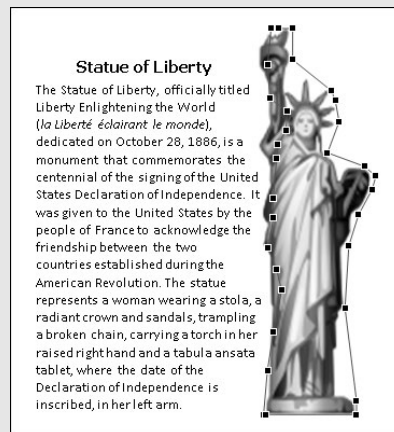 Statue of Liberty
The Statue of Liberty, officially titled
Liberty Enlightening the World
(la Liberté éclairant le monde),
dedicated on October 28, 1886, is a
monument that commemorates the
centennial of the signing of the United
States Declaration of Independence. It
was given to the United States by the
people of France to acknowledge the
friendship between the two
countries established during the
American Revolution. The statue
represents a woman wearing a stola, a
radiant crown and sandals, trampling
a broken chain, carrying a torch in her
raised right hand and a tabula ansata
tablet, where the date of the
Declaration of Independence is
inscribed, in her left arm.